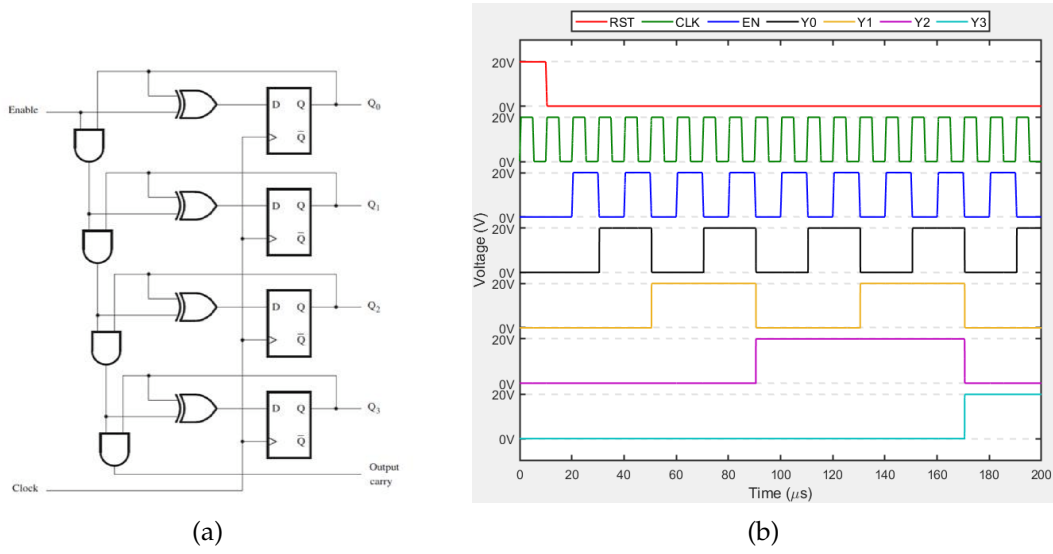 Enable
D Q
Q
Q0
D Q
Q
Q1
D Q
Q
Q2
D Q
Q
Q3
Output
carry
Clock
(a)
RST CLK EN Y0 Y1 Y2 Y3
Voltage (V)
20V
0V
20V
0V
20V
0V
20V
0V
20V
0V
20V
0V
20V
0V
0 20 40 60 80 100 120 140 160 180 200
Time (μs)
(b)